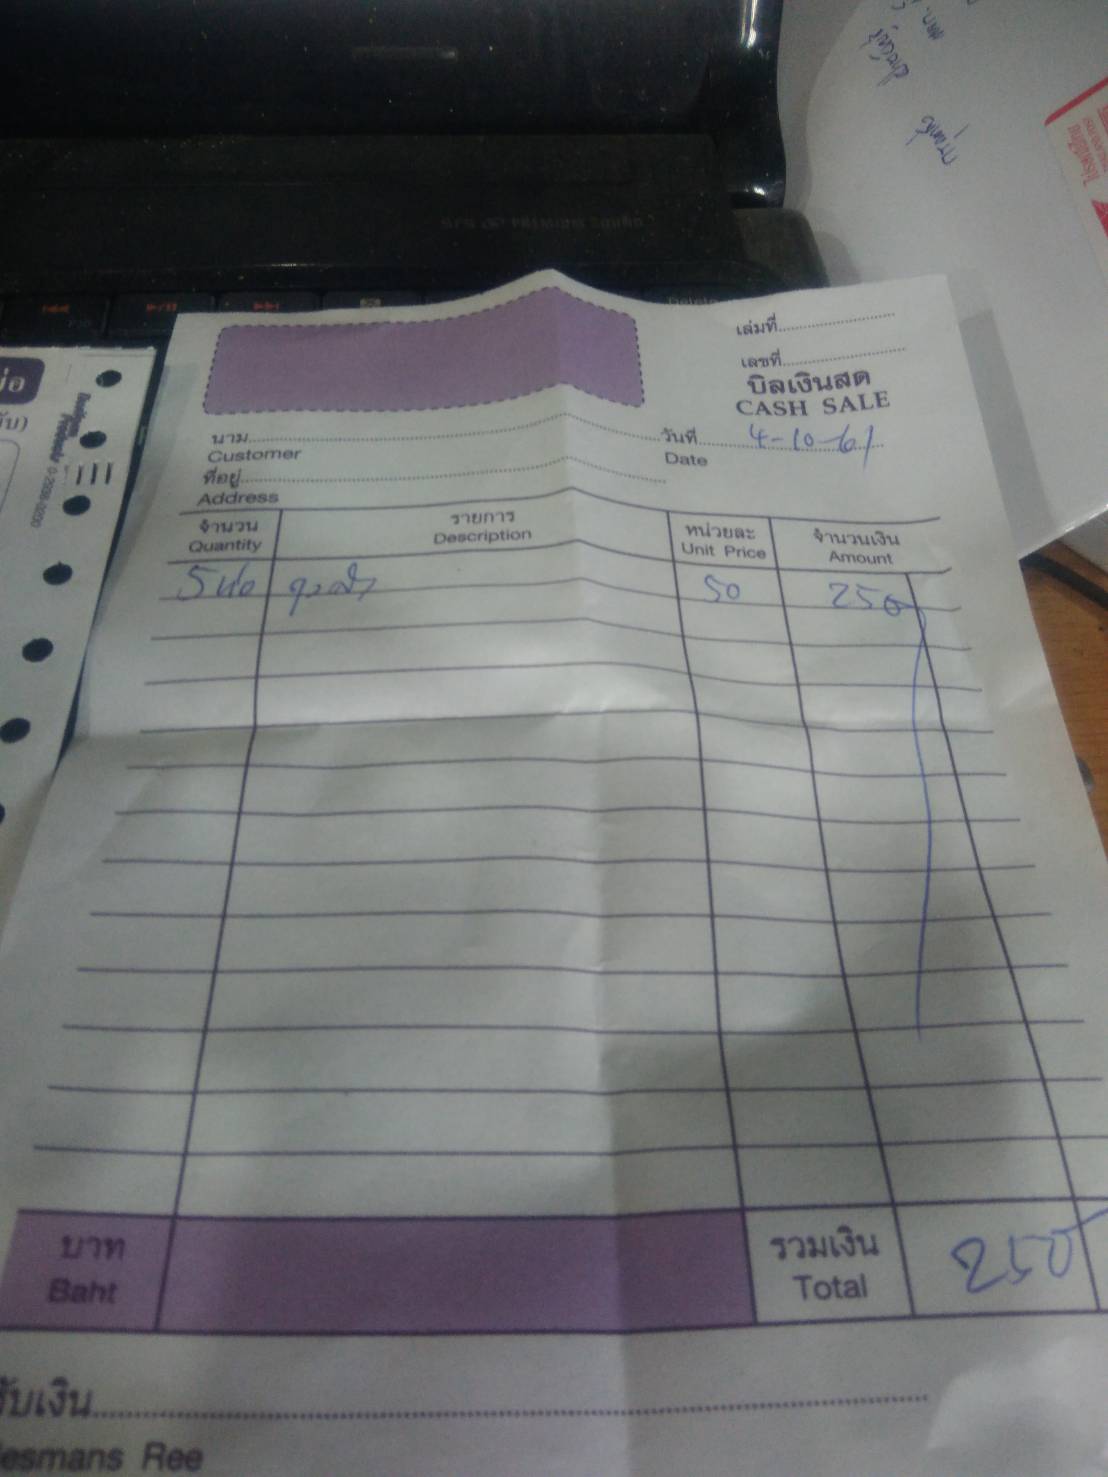 เล่มที่
เลขที่
บิลเงินสด
CASH SALE
นาม
วันที่ 4-10-61
Customer
Date
ที่อยู่
Address
จำนวน รายการ หน่วยละ จำนวนเงิน
Quantity Description Unit Price Amount
5 ห่อ 50 250
บาท รวมเงิน 250
Baht Total
รับเงิน
esmans Ree